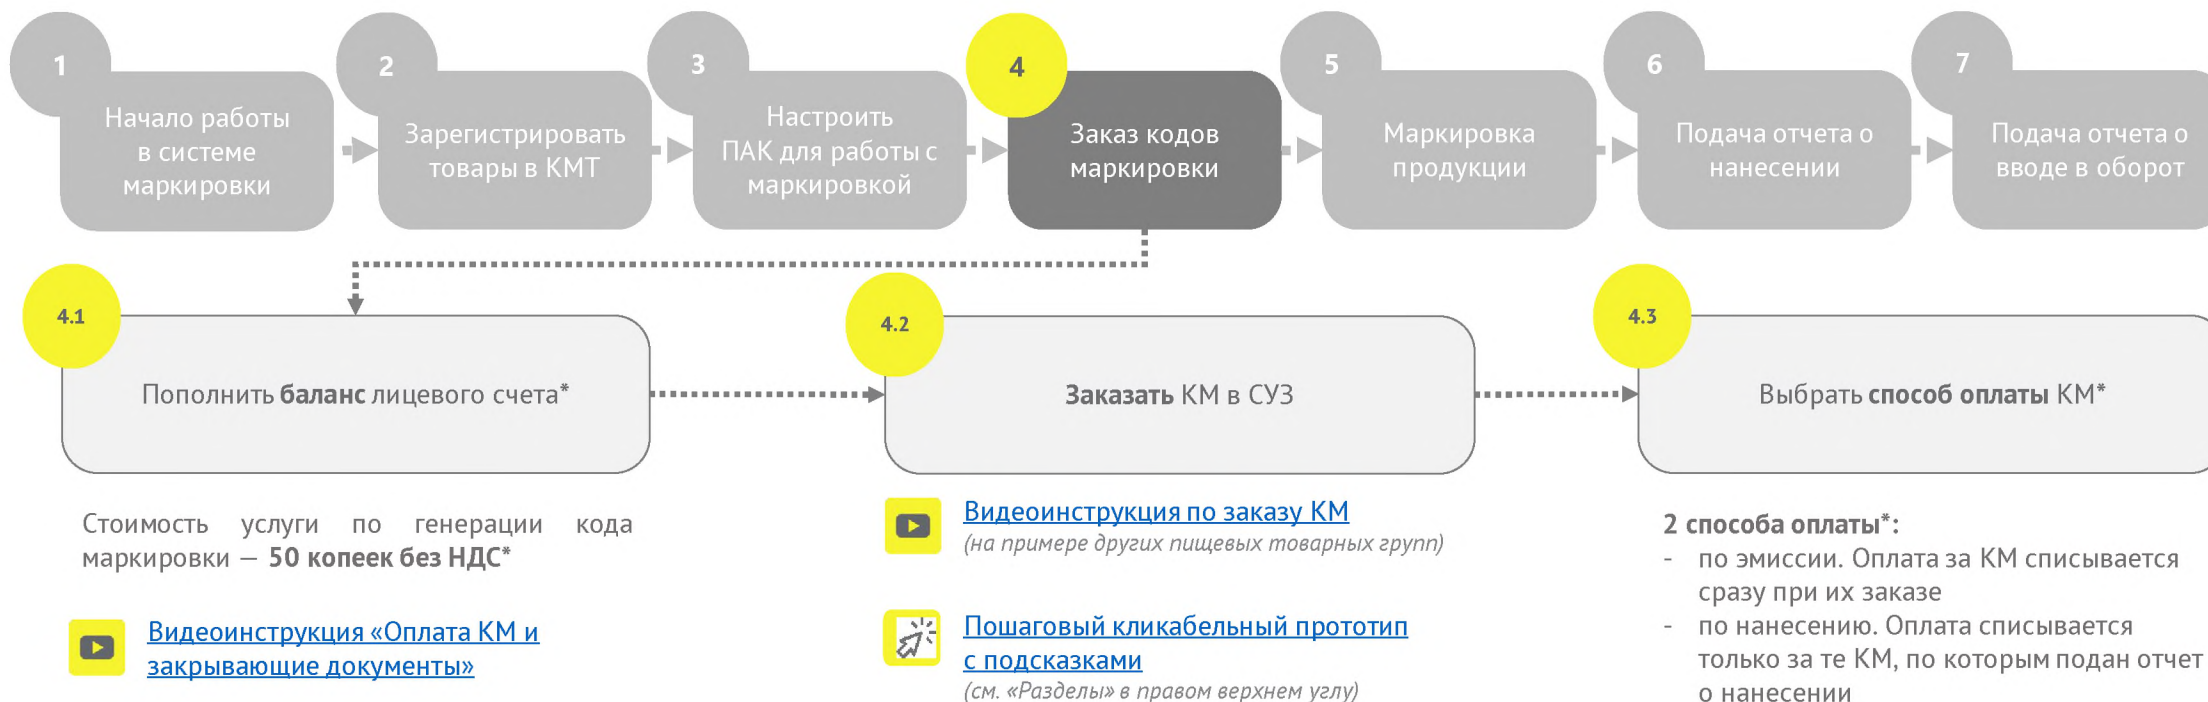 1
Начало работы
в системе
маркировки
2
Зарегистрировать
товары в КМТ
3
Настроить
ПАК для работы с
маркировкой
4
Заказ кодов
маркировки
5
Маркировка
продукции
6
Подача отчета о
нанесении
7
Подача отчета о
вводе в оборот
4.1
Пополнить баланс лицевого счета*
Стоимость услуги по генерации кода
маркировки — 50 копеек без НДС*
Видеоинструкция «Оплата КМ и
закрывающие документы»
4.2
Заказать КМ в СУЗ
Видеоинструкция по заказу КМ
(на примере других пищевых товарных групп)
Пошаговый кликабельный прототип
с подсказками
(см. «Разделы» в правом верхнем углу)
4.3
Выбрать способ оплаты КМ*
2 способа оплаты*:
- по эмиссии. Оплата за КМ списывается
сразу при их заказе
- по нанесению. Оплата списывается
только за те КМ, по которым подан отчет
о нанесении